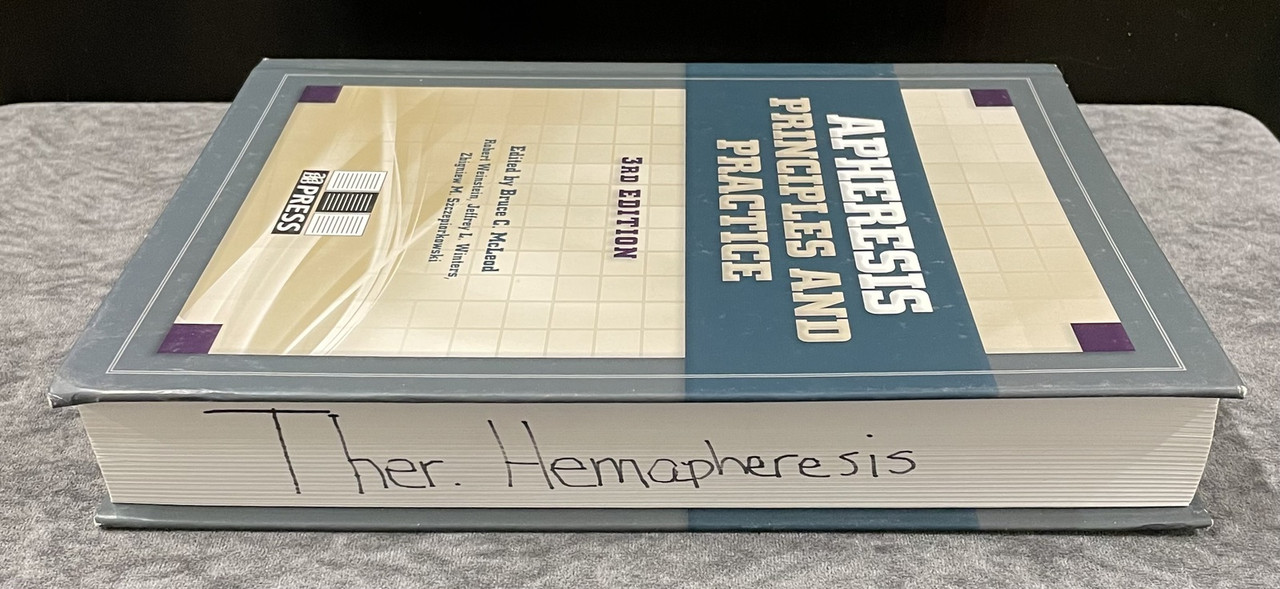 APHERESIS
PRINCIPLES AND
PRACTICE
3RD EDITION
Edited by Bruce C. McLeod
Robert Weinstein, Jeffrey L. Winters,
Zbigniew M. Szczepiorkowski
PRESS
Ther. Hemapheresis